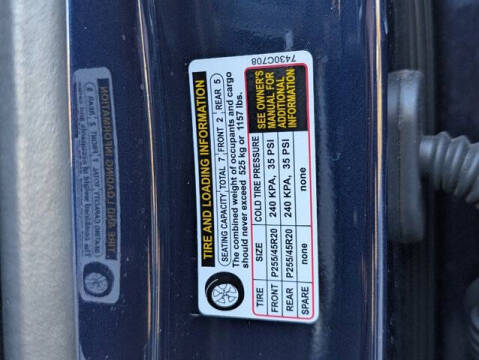 TIRE AND LOADING INFORMATION
SEATING CAPACITY TOTAL 7 FRONT 2 REAR 5
The combined weight of occupants and cargo
should never exceed 525 kg or 1157 lbs.
TIRE SIZE COLD TIRE PRESSURE
FRONT P255/45R20 240 KPA, 35 PSI
REAR P255/45R20 240 KPA, 35 PSI
SPARE none none
SEE OWNER'S
MANUAL FOR
ADDITIONAL
INFORMATION
7430C708